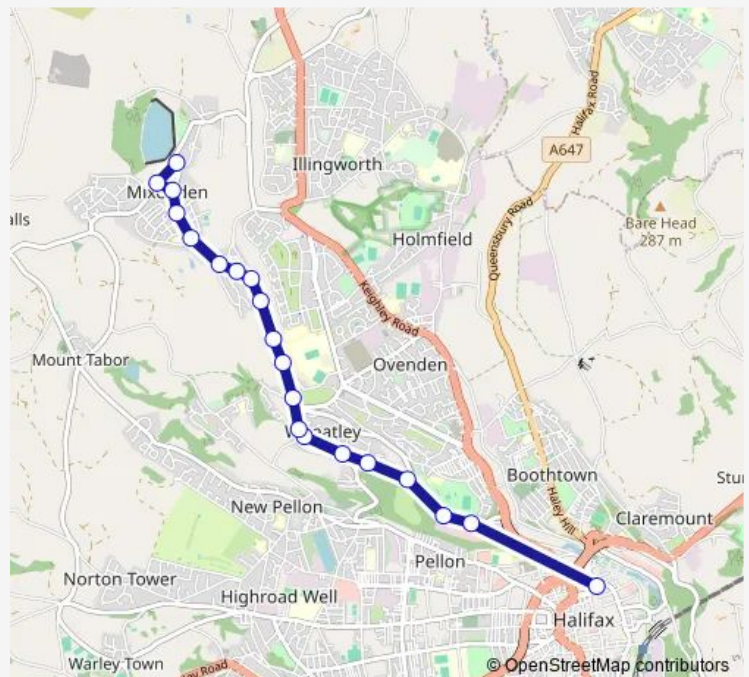 Halifax Road
A647
Illingworth
Mixenden
alls
Bare Head
287 m
Queensbury Road
Holmfield
Keighley Road
Mount Tabor
Ovenden
Wheatley
Boothtown
Stu
New Pellon
Haley Hill
Claremount
Pellon
Norton Tower
Highroad Well
Halifax
Warley Town
ey Road
© OpenStreetMap contributors